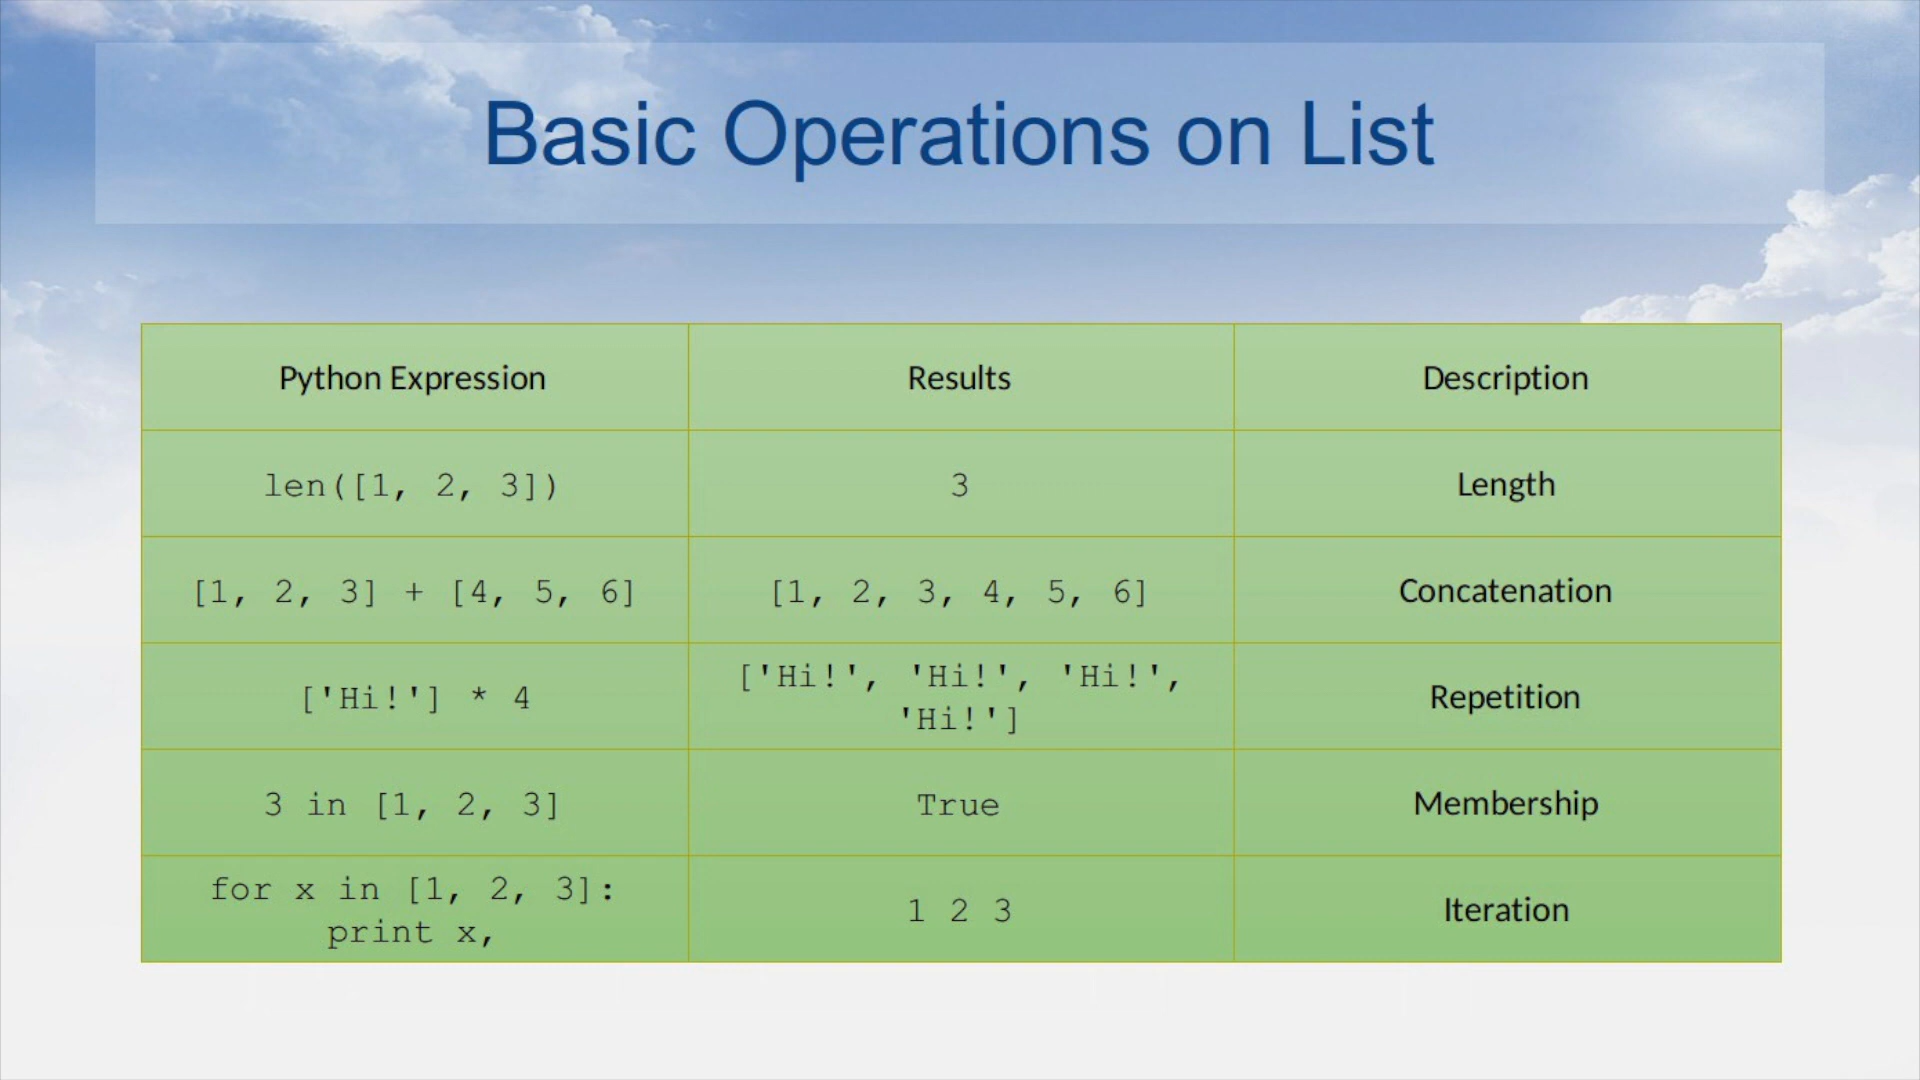 Basic Operations on List
Python Expression Results Description
len([1, 2, 3]) 3 Length
[1, 2, 3] + [4, 5, 6] [1, 2, 3, 4, 5, 6] Concatenation
['Hi!'] * 4 ['Hi!', 'Hi!', 'Hi!',
'Hi!'] Repetition
3 in [1, 2, 3] True Membership
for x in [1, 2, 3]:
print x, 1 2 3 Iteration